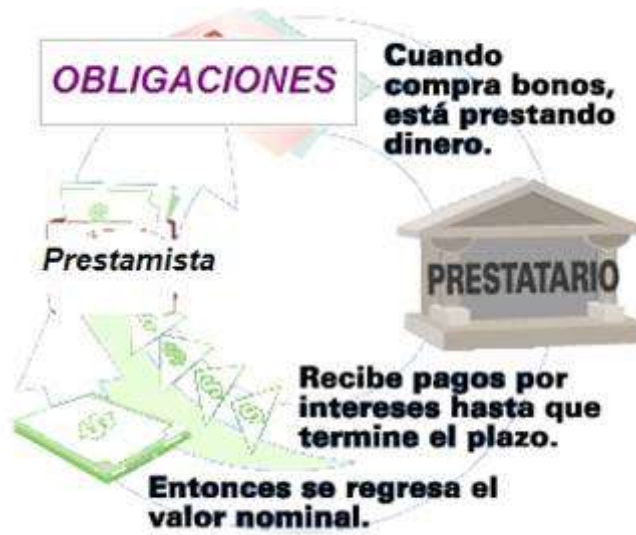 OBLIGACIONES
Cuando
compra bonos,
está prestando
dinero.
Prestamista
PRESTATARIO
Recibe pagos por
intereses hasta que
termine el plazo.
Entonces se regresa el
valor nominal.